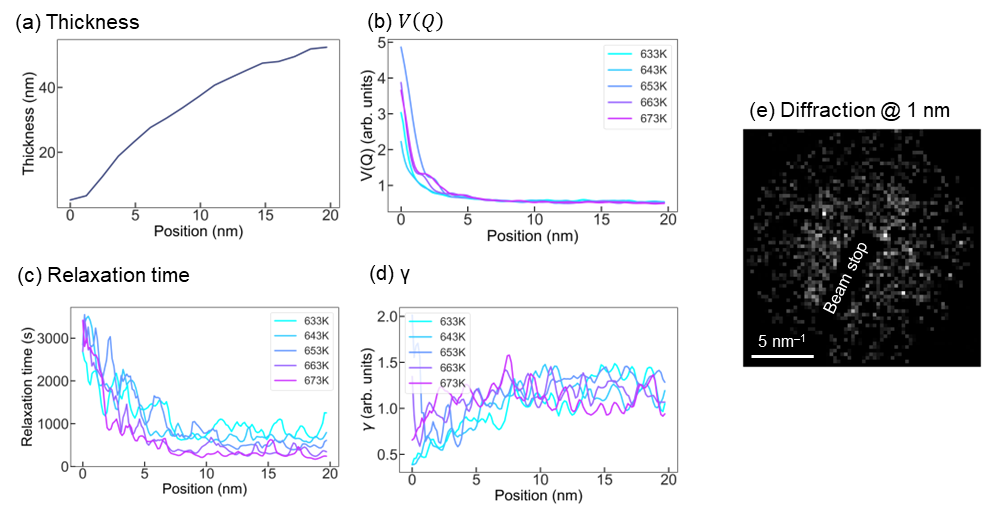 (a) Thickness
40
20
Thickness (nm)
0 5 10 15 20
Position (nm)
(b) V(Q)
5
4
3
2
1
V(Q) (arb. units)
633K
643K
653K
663K
673K
0 5 10 15 20
Position (nm)
(c) Relaxation time
3000
2000
1000
0
Relaxation time (s)
633K
643K
653K
663K
673K
0 5 10 15 20
Position (nm)
(d) γ
2.0
1.5
1.0
0.5
γ (arb. units)
633K
643K
653K
663K
673K
0 5 10 15 20
Position (nm)
(e) Diffraction @ 1 nm
Beam stop
5 nm⁻¹